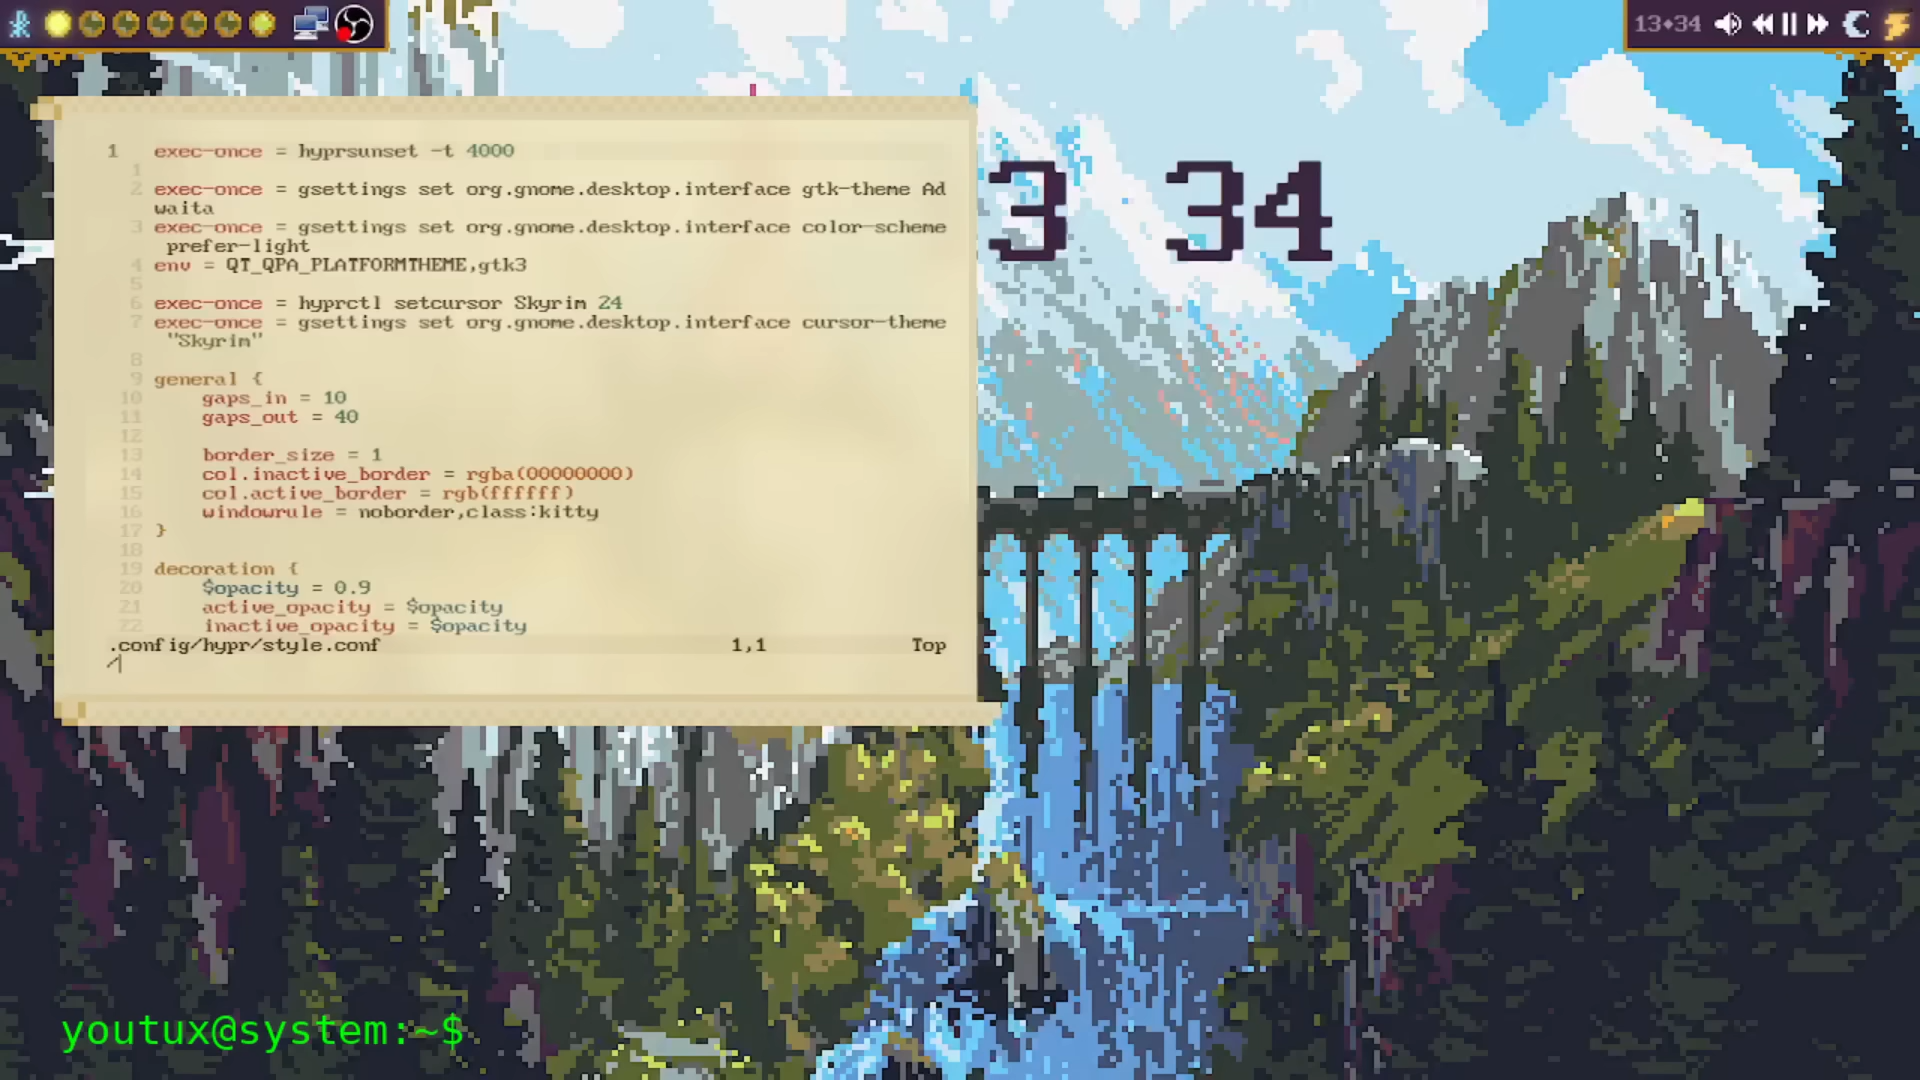 13•34
3 34
1 exec-once = hyprsunset -t 4000
1
2 exec-once = gsettings set org.gnome.desktop.interface gtk-theme Ad
waita
3 exec-once = gsettings set org.gnome.desktop.interface color-scheme
prefer-light
4 env = QT_QPA_PLATFORMTHEME,gtk3
5
6 exec-once = hyprctl setcursor Skyrim 24
7 exec-once = gsettings set org.gnome.desktop.interface cursor-theme
"Skyrim"
8
9 general {
10 gaps_in = 10
11 gaps_out = 40
12
13 border_size = 1
14 col.inactive_border = rgba(00000000)
15 col.active_border = rgb(ffffff)
16 windowrule = noborder,class:kitty
17 }
18
19 decoration {
20 $opacity = 0.9
21 active_opacity = $opacity
22 inactive_opacity = $opacity
.config/hypr/style.conf 1,1 Top
/
youtux@system:~$